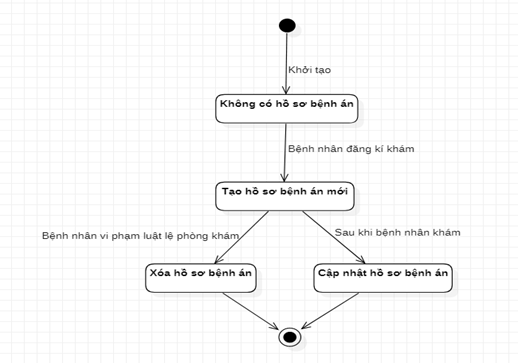 Khởi tạo
Không có hồ sơ bệnh án
Bệnh nhân đăng kí khám
Tạo hồ sơ bệnh án mới
Bệnh nhân vi phạm luật lệ phòng khám
Sau khi bệnh nhân khám
Xóa hồ sơ bệnh án
Cập nhật hồ sơ bệnh án